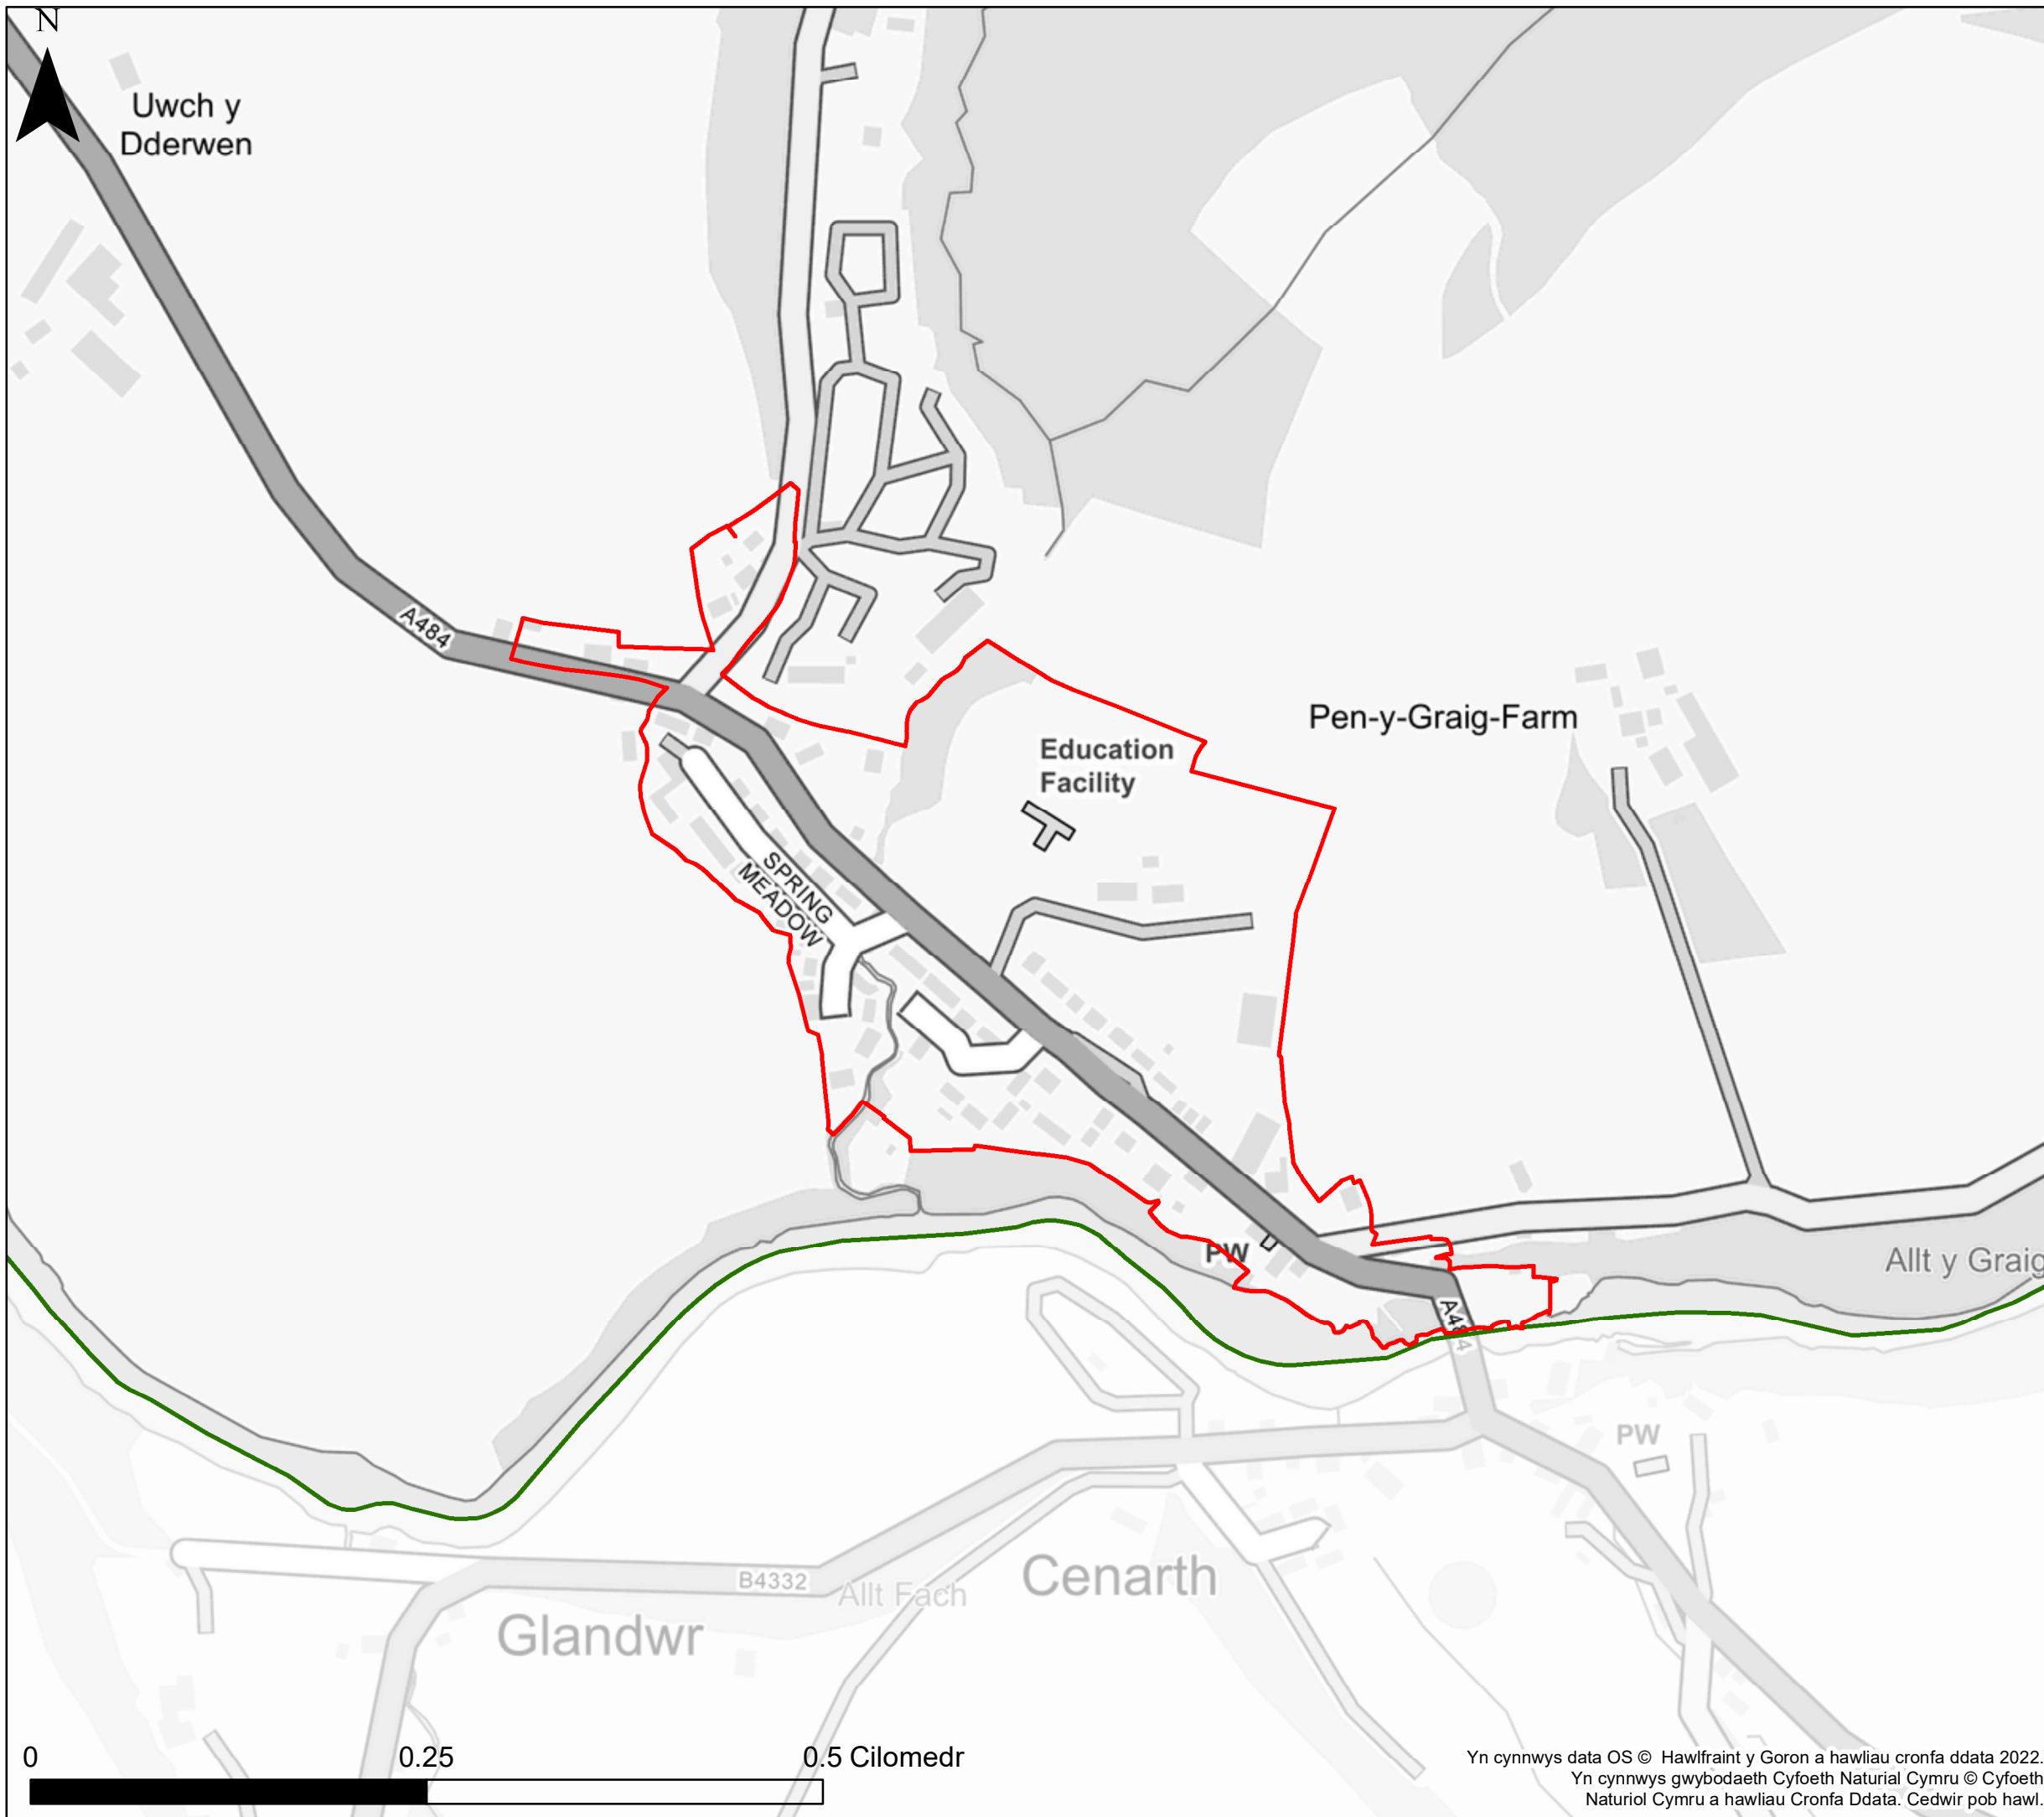 N
Uwch y
Dderwen
A484
Pen-y-Graig-Farm
Education
Facility
SPRING
MEADOW
PW
Allt y Graig
A484
PW
Cenarth
B4332
Allt Fach
Glandwr
0
0.25
0.5 Cilomedr
Yn cynnwys data OS © Hawlfraint y Goron a hawliau cronfa ddata 2022.
Yn cynnwys gwybodaeth Cyfoeth Naturial Cymru © Cyfoeth
Naturiol Cymru a hawliau Cronfa Ddata. Cedwir pob hawl.